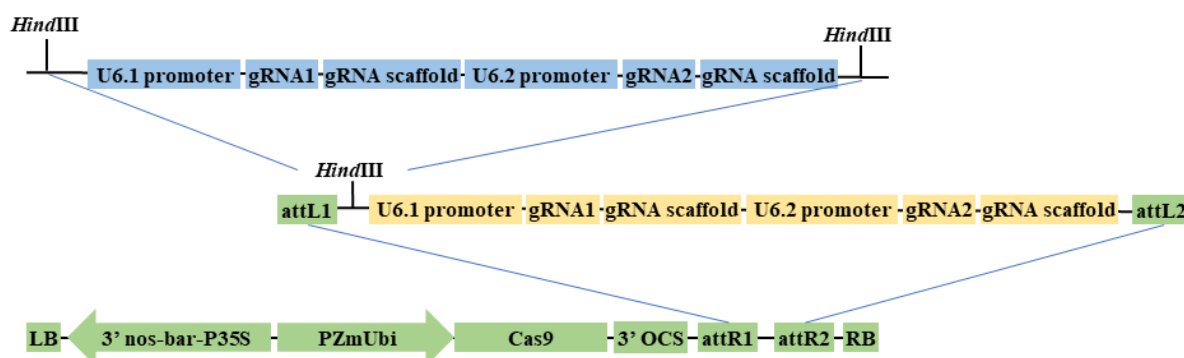 HindIII HindIII
U6.1 promoter gRNA1 gRNA scaffold U6.2 promoter gRNA2 gRNA scaffold
HindIII
attL1 U6.1 promoter gRNA1 gRNA scaffold U6.2 promoter gRNA2 gRNA scaffold attL2
LB 3’ nos-bar-P35S PZmUbi Cas9 3’ OCS attR1 attR2 RB